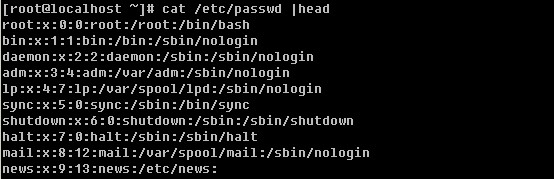 [root@localhost ~]# cat /etc/passwd |head
root:x:0:0:root:/root:/bin/bash
bin:x:1:1:bin:/bin:/sbin/nologin
daemon:x:2:2:daemon:/sbin:/sbin/nologin
adm:x:3:4:adm:/var/adm:/sbin/nologin
lp:x:4:7:lp:/var/spool/lpd:/sbin/nologin
sync:x:5:0:sync:/sbin:/bin/sync
shutdown:x:6:0:shutdown:/sbin:/sbin/shutdown
halt:x:7:0:halt:/sbin:/sbin/halt
mail:x:8:12:mail:/var/spool/mail:/sbin/nologin
news:x:9:13:news:/etc/news: